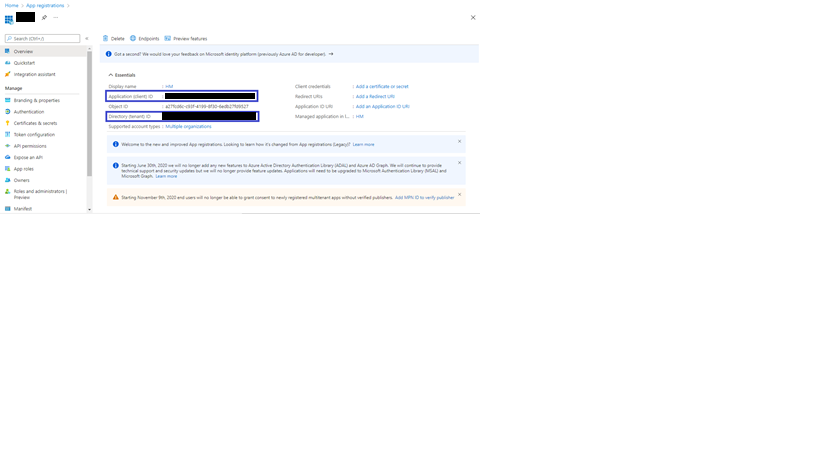 Home > App registrations >
Search (Ctrl+/)
Overview
Quickstart
Integration assistant
Manage
Branding & properties
Authentication
Certificates & secrets
Token configuration
API permissions
Expose an API
App roles
Owners
Roles and administrators |
Preview
Manifest
Delete Endpoints Preview features
Got a second? We would love your feedback on Microsoft identity platform (previously Azure AD for developer). →
Essentials
Display name : HM
Application (client) ID :
Object ID :
Directory (tenant) ID :
Supported account types : Multiple organizations
Client credentials : Add a certificate or secret
Redirect URIs : Add a Redirect URI
Application ID URI : Add an Application ID URI
Managed application in l... : HM
Welcome to the new and improved App registrations. Looking to learn how it's changed from App registrations (Legacy)? Learn more
Starting June 30th, 2020 we will no longer add any new features to Azure Active Directory Authentication Library (ADAL) and Azure AD Graph. We will continue to
provide technical support and security updates but we will no longer provide feature updates. Applications will need to be upgraded to Microsoft Authentication Library (MSAL) and
Microsoft Graph. Learn more
Starting November 9th, 2020 end users will no longer be able to grant consent to newly registered multitenant apps without verified publishers. Add MPN ID to verify publisher